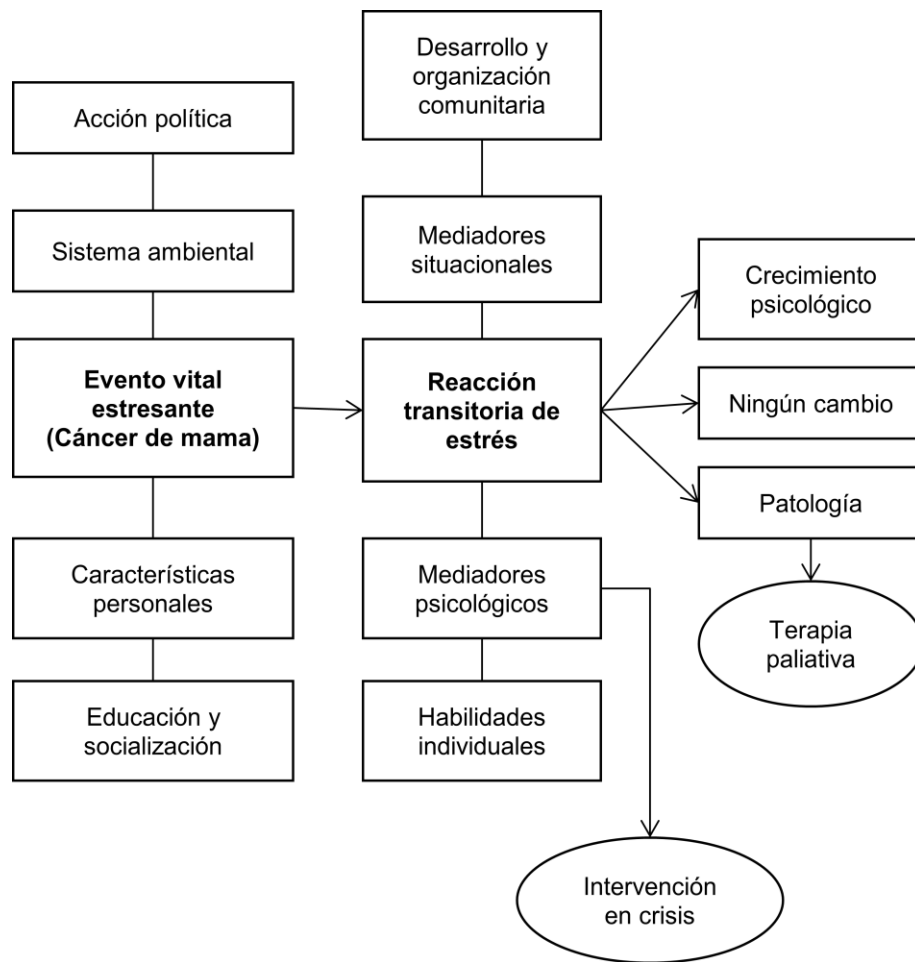 Desarrollo y
organización
comunitaria
Acción política
Sistema ambiental
Mediadores
situacionales
Crecimiento
psicológico
Evento vital
estresante
(Cáncer de mama)
Reacción
transitoria de
estrés
Ningún cambio
Patología
Características
personales
Mediadores
psicológicos
Terapia
paliativa
Educación y
socialización
Habilidades
individuales
Intervención
en crisis